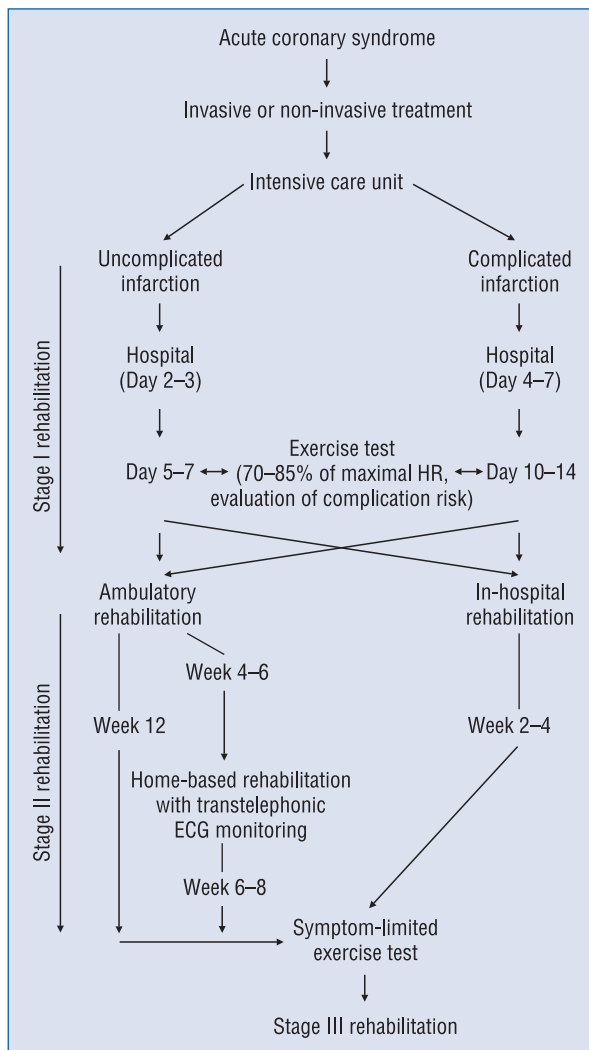 Acute coronary syndrome
Invasive or non-invasive treatment
Intensive care unit
Uncomplicated
infarction
Complicated
infarction
Hospital
(Day 2–3)
Hospital
(Day 4–7)
Day 5–7
Exercise test
(70–85% of maximal HR,
evaluation of complication risk)
Day 10–14
Stage I rehabilitation
Ambulatory
rehabilitation
In-hospital
rehabilitation
Week 4–6
Week 12
Week 2–4
Home-based rehabilitation
with transtelephonic
ECG monitoring
Week 6–8
Stage II rehabilitation
Symptom-limited
exercise test
Stage III rehabilitation